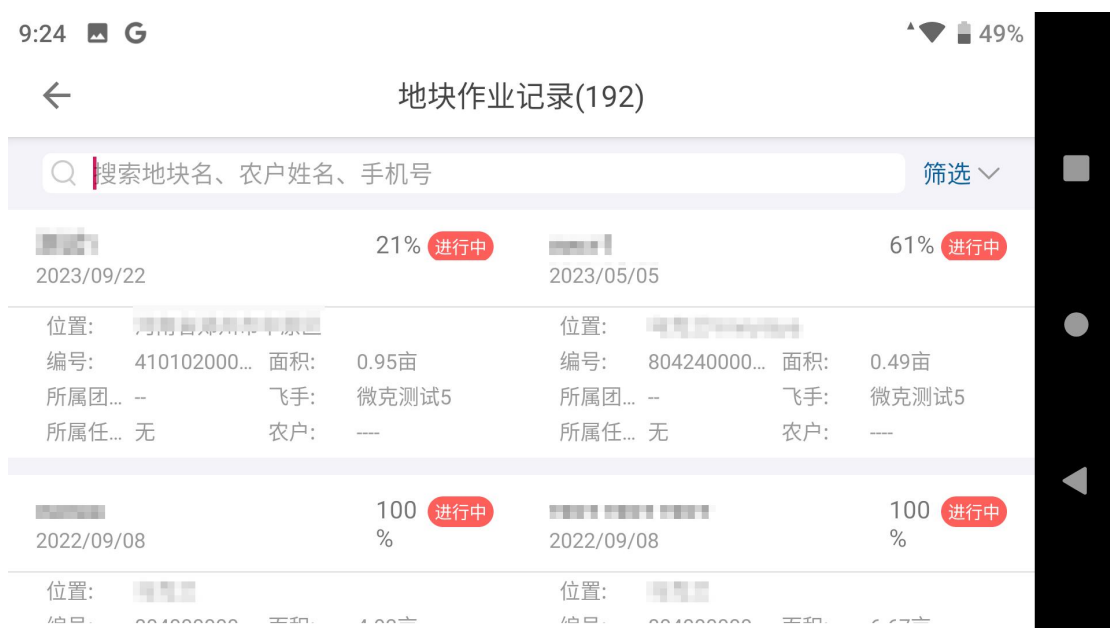 9:24 49%
地块作业记录(192)
搜索地块名、农户姓名、手机号 筛选
21% 进行中 61% 进行中
2023/09/22 2023/05/05
位置: 位置:
编号: 410102000... 面积: 0.95亩 编号: 804240000... 面积: 0.49亩
所属团... -- 飞手: 微克测试5 所属团... -- 飞手: 微克测试5
所属任... 无 农户: ---- 所属任... 无 农户: ----
100% 进行中 100% 进行中
2022/09/08 2022/09/08
位置: 位置: